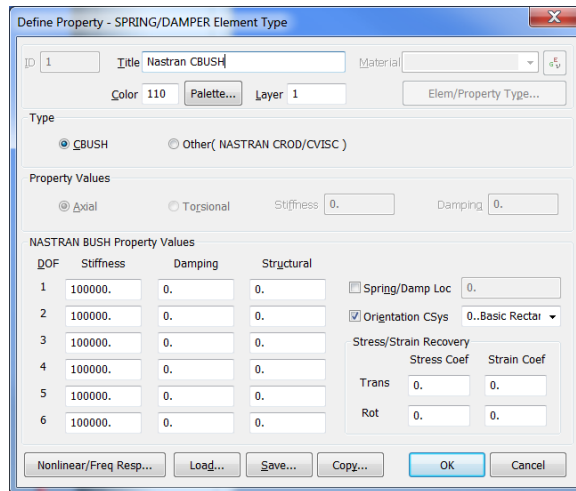 Define Property - SPRING/DAMPER Element Type
ID 1 Title Nastran CBUSH Material
Color 110 Palette... Layer 1 Elem/Property Type...
Type
CBUSH Other( NASTRAN CROD/CVISC )
Property Values
Axial Torsional Stiffness 0. Damping 0.
NASTRAN BUSH Property Values
DOF Stiffness Damping Structural
1 100000. 0. 0. Spring/Damp Loc 0.
2 100000. 0. 0. Orientation CSys 0..Basic Rectar
3 100000. 0. 0. Stress/Strain Recovery
Stress Coef Strain Coef
4 100000. 0. 0. Trans 0. 0.
5 100000. 0. 0. Rot 0. 0.
6 100000. 0. 0.
Nonlinear/Freq Resp... Load... Save... Copy... OK Cancel